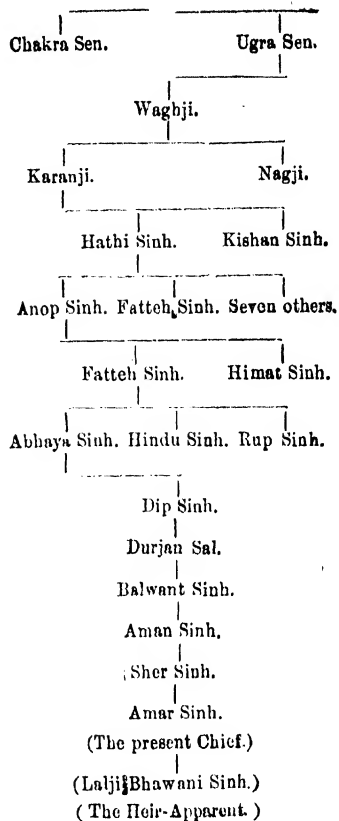 Chakra Sen. Ugra Sen.
Waghji.
Karanji. Nagji.
Hathi Sinh. Kishan Sinh.
Anop Sinh. Fatteh Sinh. Seven others.
Fatteh Sinh. Himat Sinh.
Abhaya Sinh. Hindu Sinh. Rup Sinh.
Dip Sinh.
Durjan Sal.
Balwant Sinh.
Aman Sinh.
Sher Sinh.
Amar Sinh.
(The present Chief.)
(Lalji Bhawani Sinh.)
(The Heir-Apparent.)